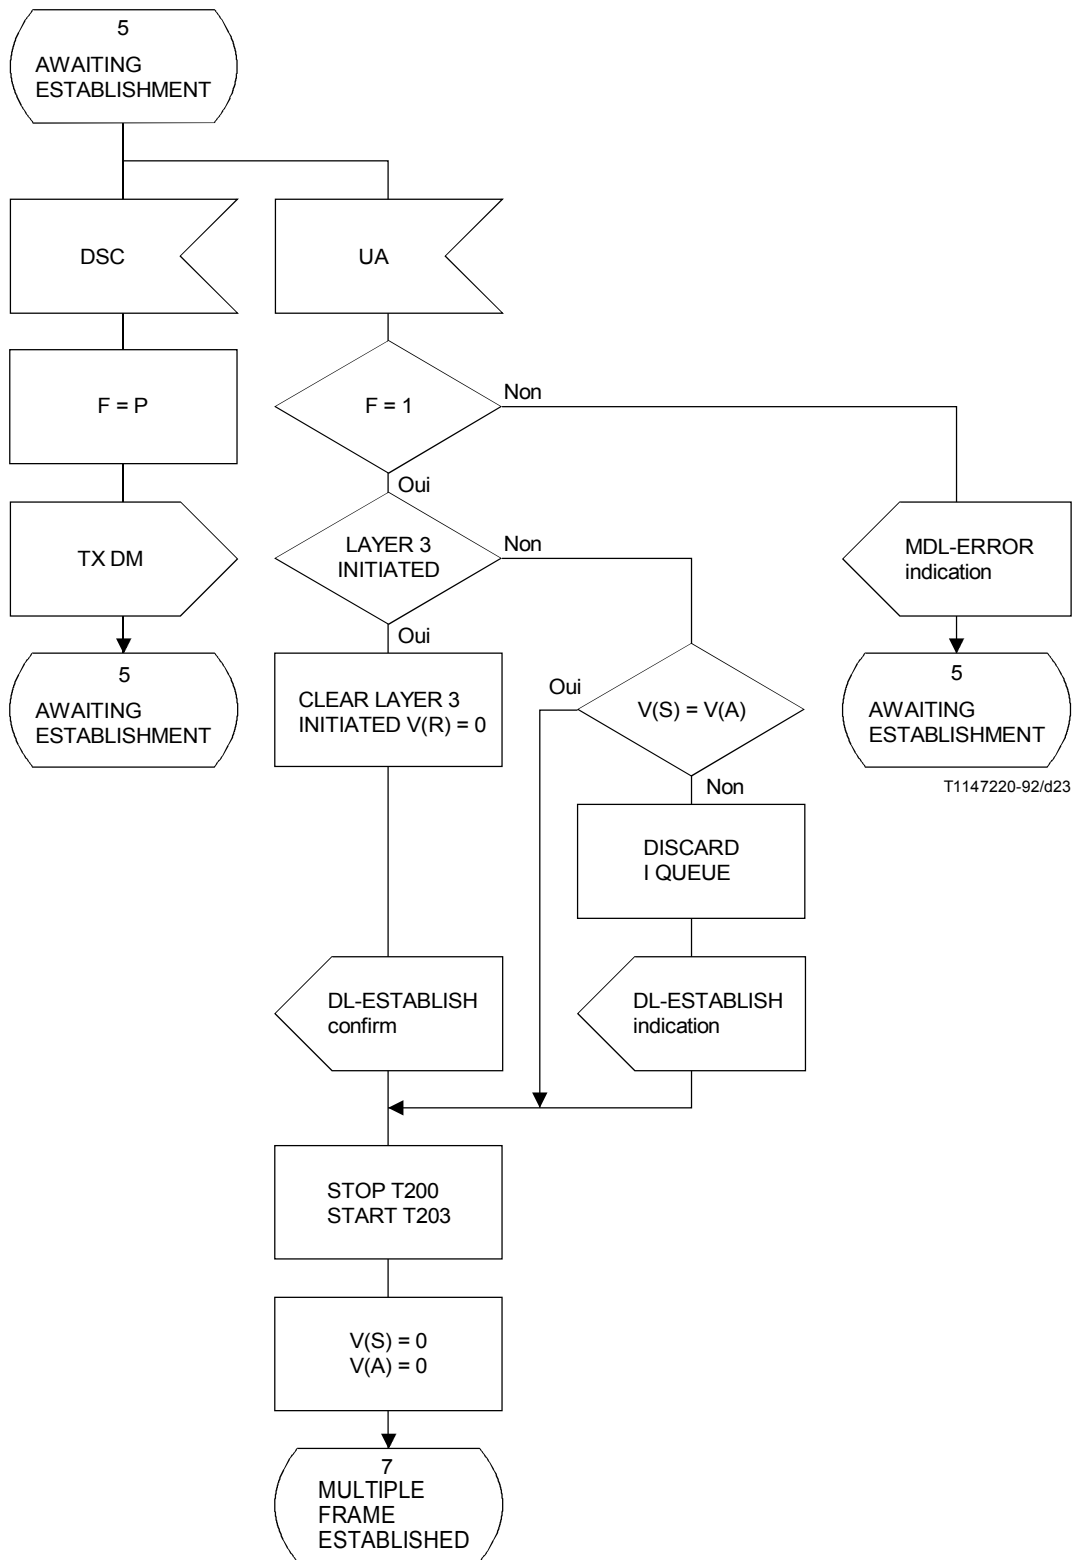 5
AWAITING
ESTABLISHMENT
DSC
UA
F = P
F = 1
Non
Oui
TX DM
LAYER 3
INITIATED
Non
MDL-ERROR
indication
Oui
5
AWAITING
ESTABLISHMENT
CLEAR LAYER 3
INITIATED V(R) = 0
Oui
V(S) = V(A)
5
AWAITING
ESTABLISHMENT
Non
T1147220-92/d23
DISCARD
I QUEUE
DL-ESTABLISH
confirm
DL-ESTABLISH
indication
STOP T200
START T203
V(S) = 0
V(A) = 0
7
MULTIPLE
FRAME
ESTABLISHED